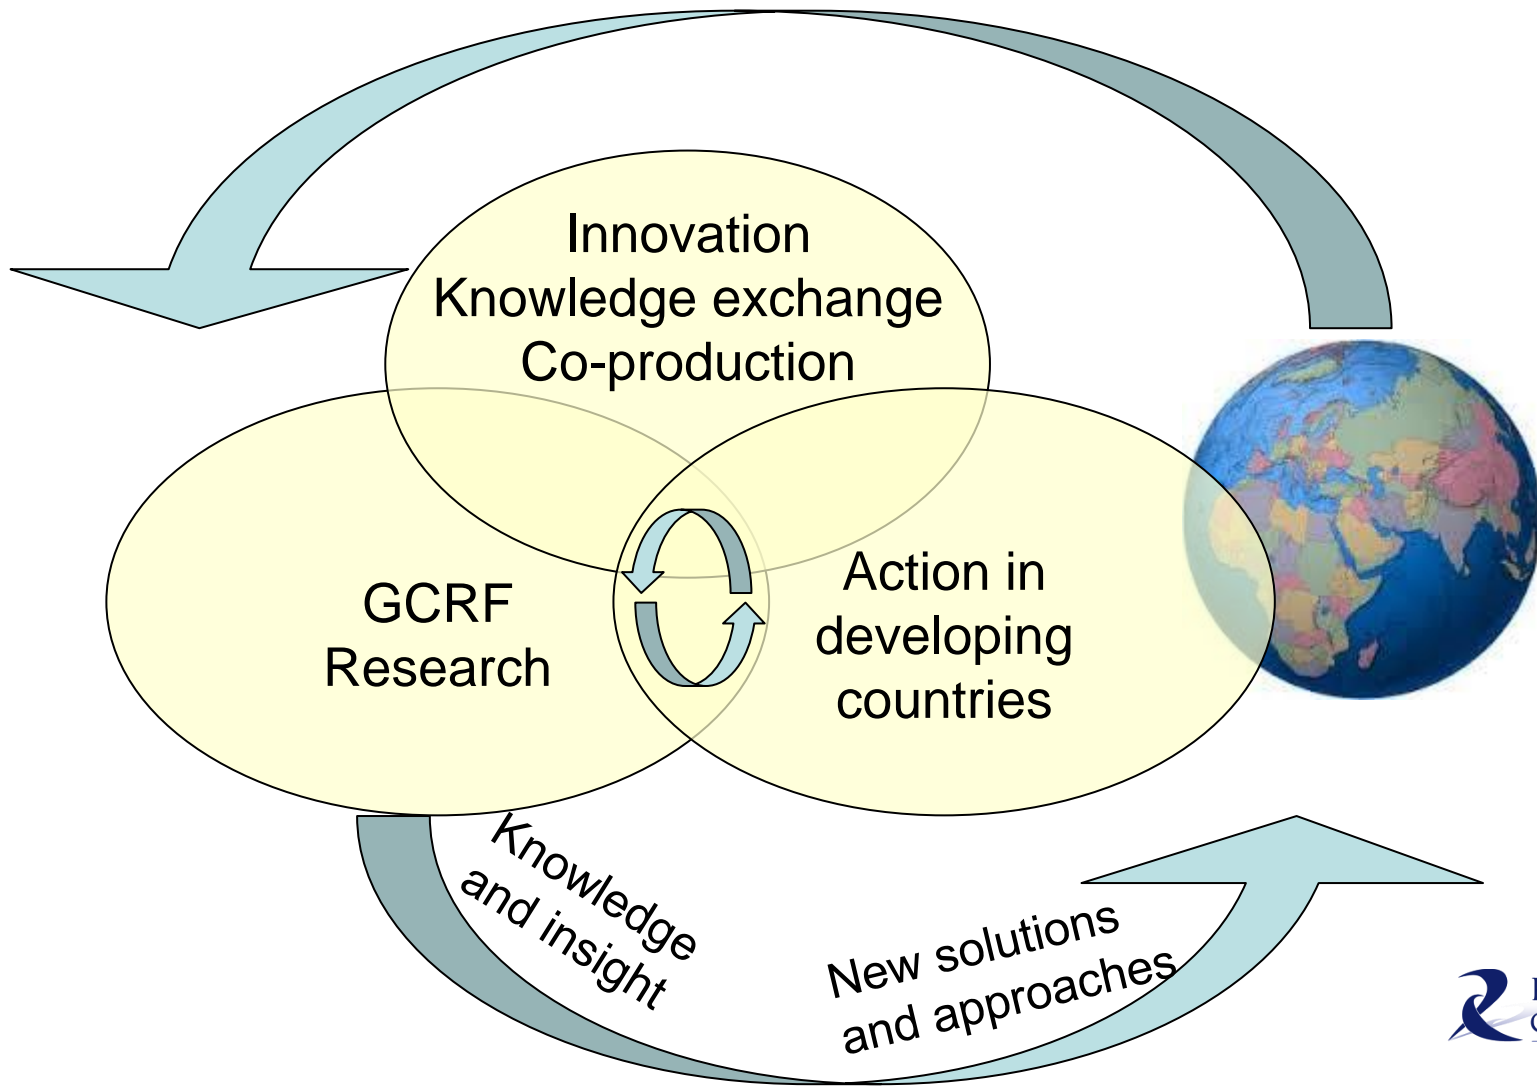 Innovation
Knowledge exchange
Co-production
GCRF
Research
Action in
developing
countries
Knowledge
and insight
New solutions
and approaches